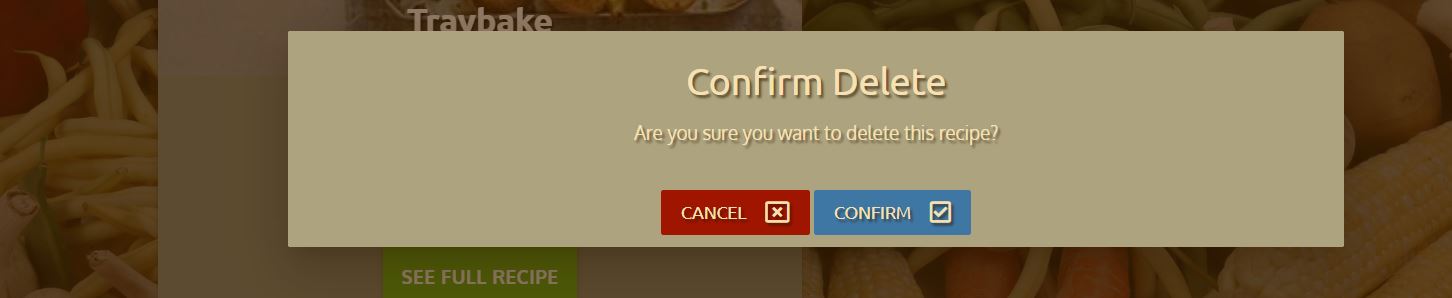 Traybake
Confirm Delete
Are you sure you want to delete this recipe?
CANCEL
CONFIRM
SEE FULL RECIPE